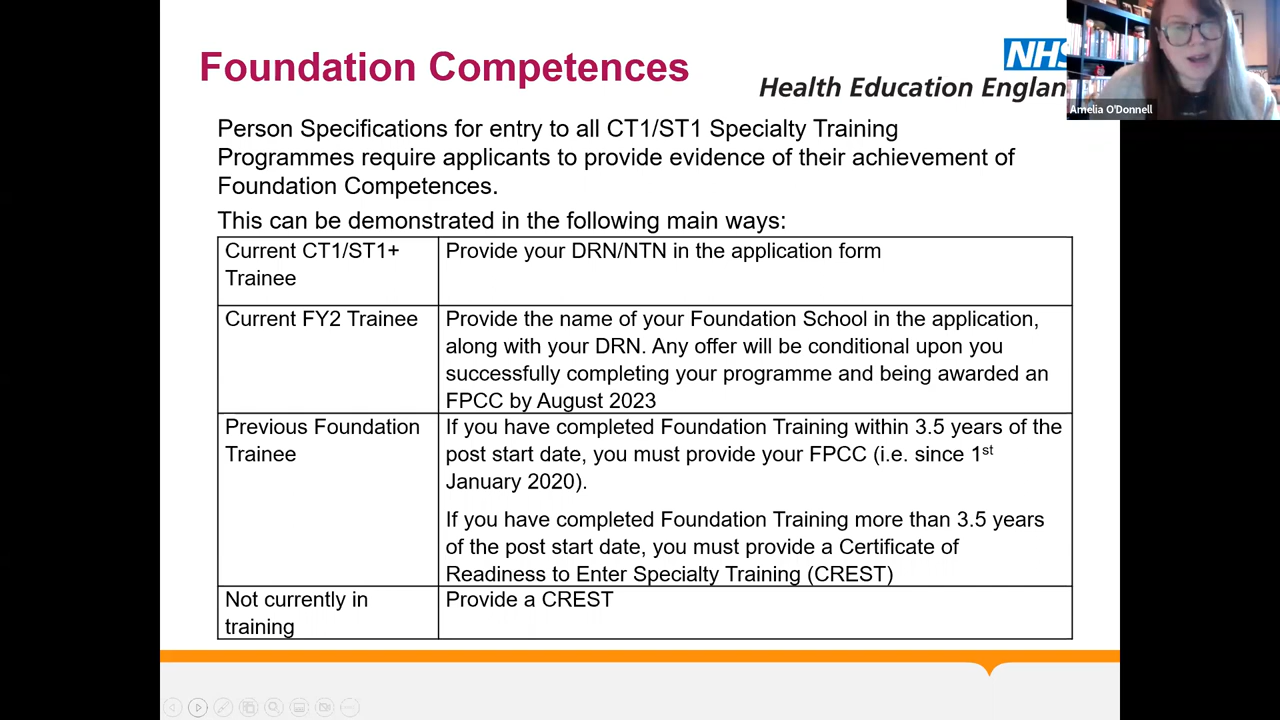 Foundation Competences
NHS
Health Education Englan
Amelia O'Donnell
Person Specifications for entry to all CT1/ST1 Specialty Training
Programmes require applicants to provide evidence of their achievement of
Foundation Competences.
This can be demonstrated in the following main ways:
Current CT1/ST1+
Trainee
Provide your DRN/NTN in the application form
Current FY2 Trainee
Provide the name of your Foundation School in the application,
along with your DRN. Any offer will be conditional upon you
successfully completing your programme and being awarded an
FPCC by August 2023
Previous Foundation
Trainee
If you have completed Foundation Training within 3.5 years of the
post start date, you must provide your FPCC (i.e. since 1st
January 2020).
If you have completed Foundation Training more than 3.5 years
of the post start date, you must provide a Certificate of
Readiness to Enter Specialty Training (CREST)
Not currently in
training
Provide a CREST